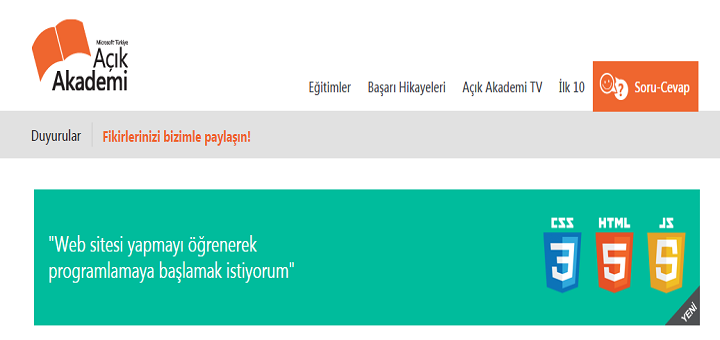 Microsoft Türkiye
Açık
Akademi
Eğitimler Başarı Hikayeleri Açık Akademi TV İlk 10 ? Soru-Cevap
Duyurular Fikirlerinizi bizimle paylaşın!
"Web sitesi yapmayı öğrenerek
programlamaya başlamak istiyorum"
CSS HTML JS
3 5 5
YENİ